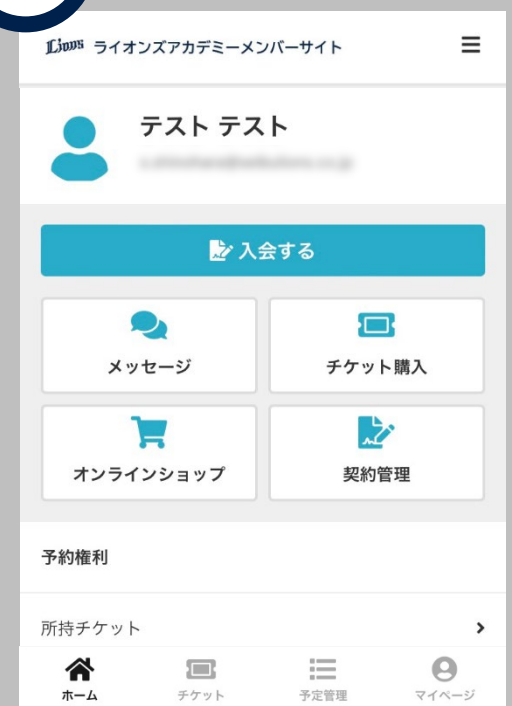 Lions ライオンズアカデミーメンバーサイト
テスト テスト
入会する
メッセージ
チケット購入
オンラインショップ
契約管理
予約権利
所持チケット
ホーム
チケット
予定管理
マイページ